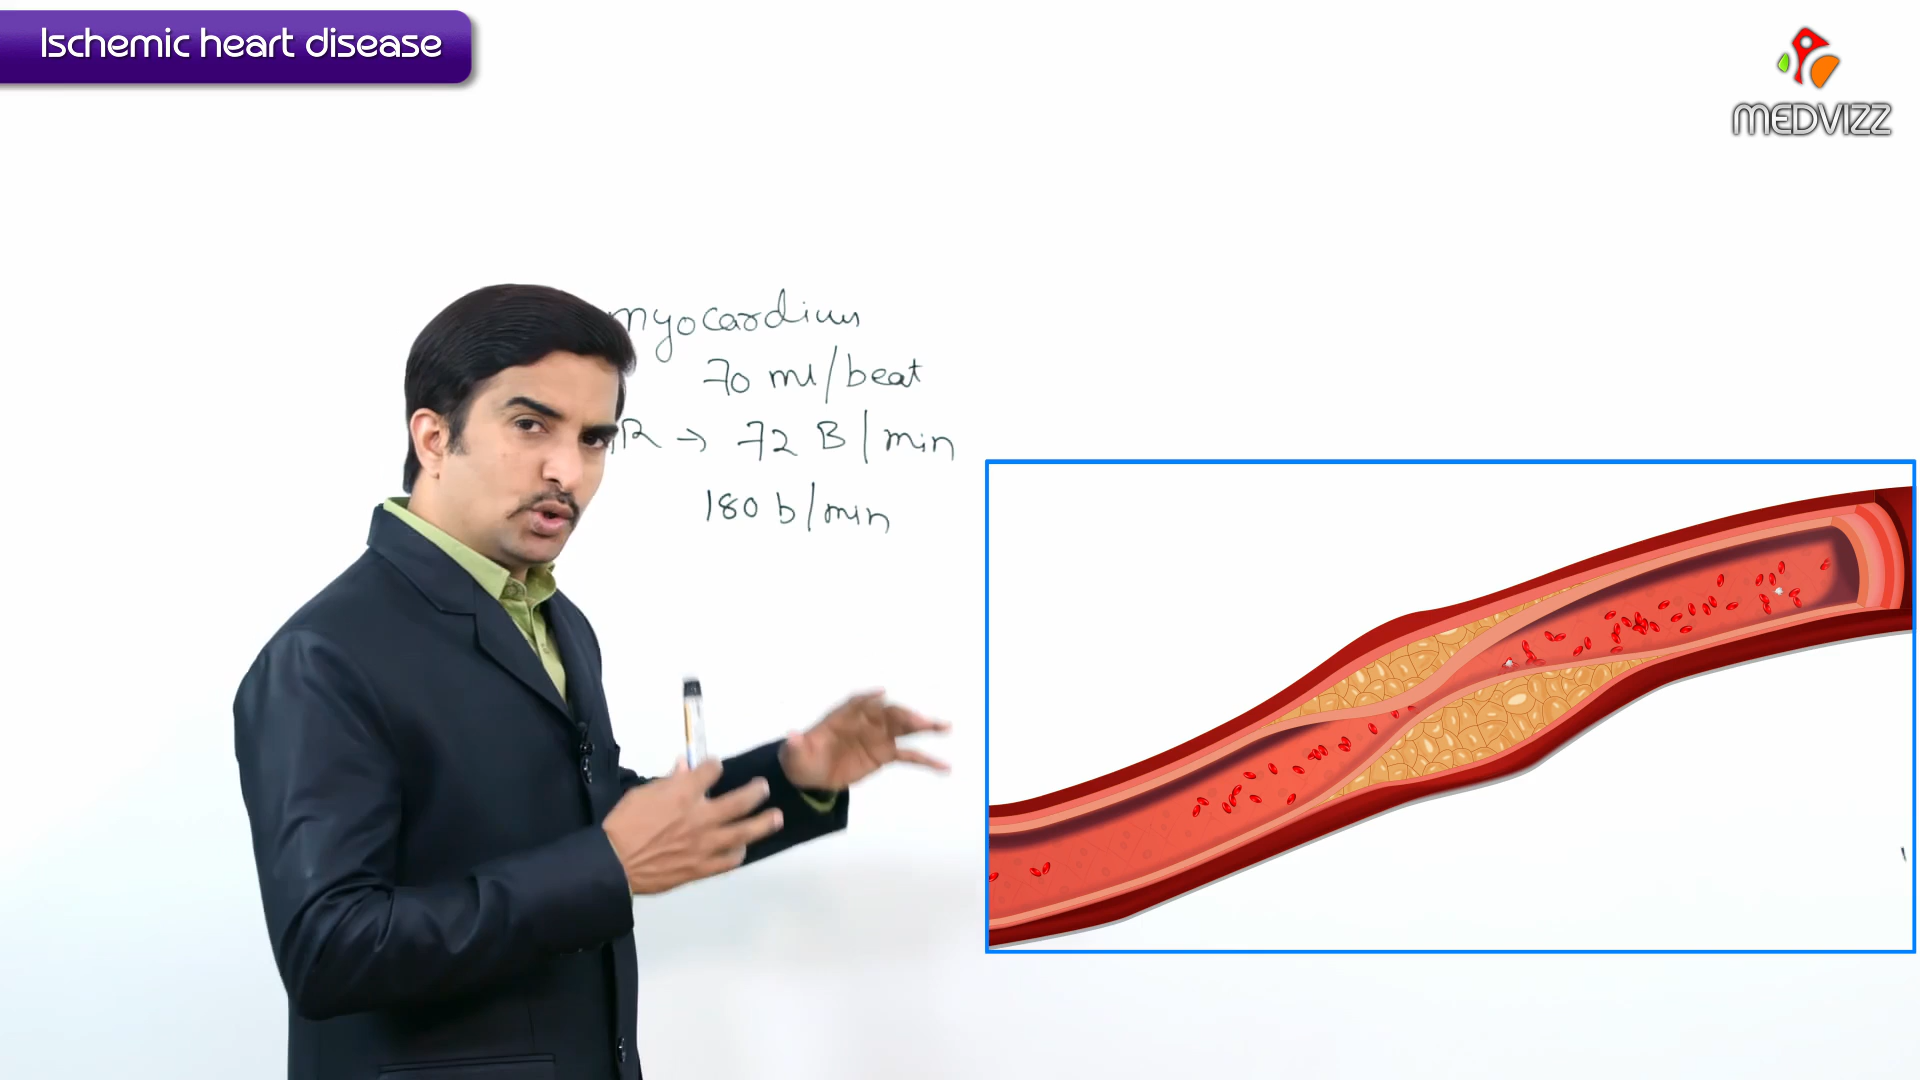 Ischemic heart disease
MEDVIZZ
myocardium
70 ml/beat
R → 72 B/min
180 b/min